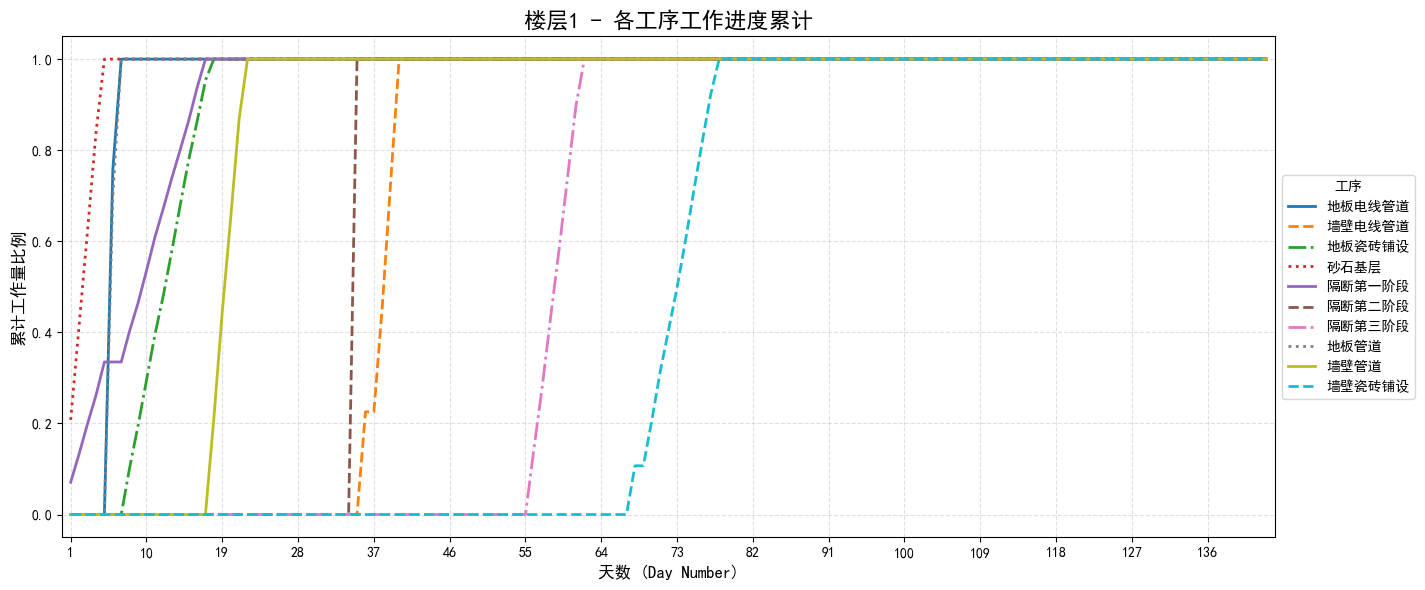 楼层1 - 各工序工作进度累计
累计工作量比例
1.0
0.8
0.6
0.4
0.2
0.0
1 10 19 28 37 46 55 64 73 82 91 100 109 118 127 136
天数 (Day Number)
工序
地板电线管道
墙壁电线管道
地板瓷砖铺设
砂石基层
隔断第一阶段
隔断第二阶段
隔断第三阶段
地板管道
墙壁管道
墙壁瓷砖铺设